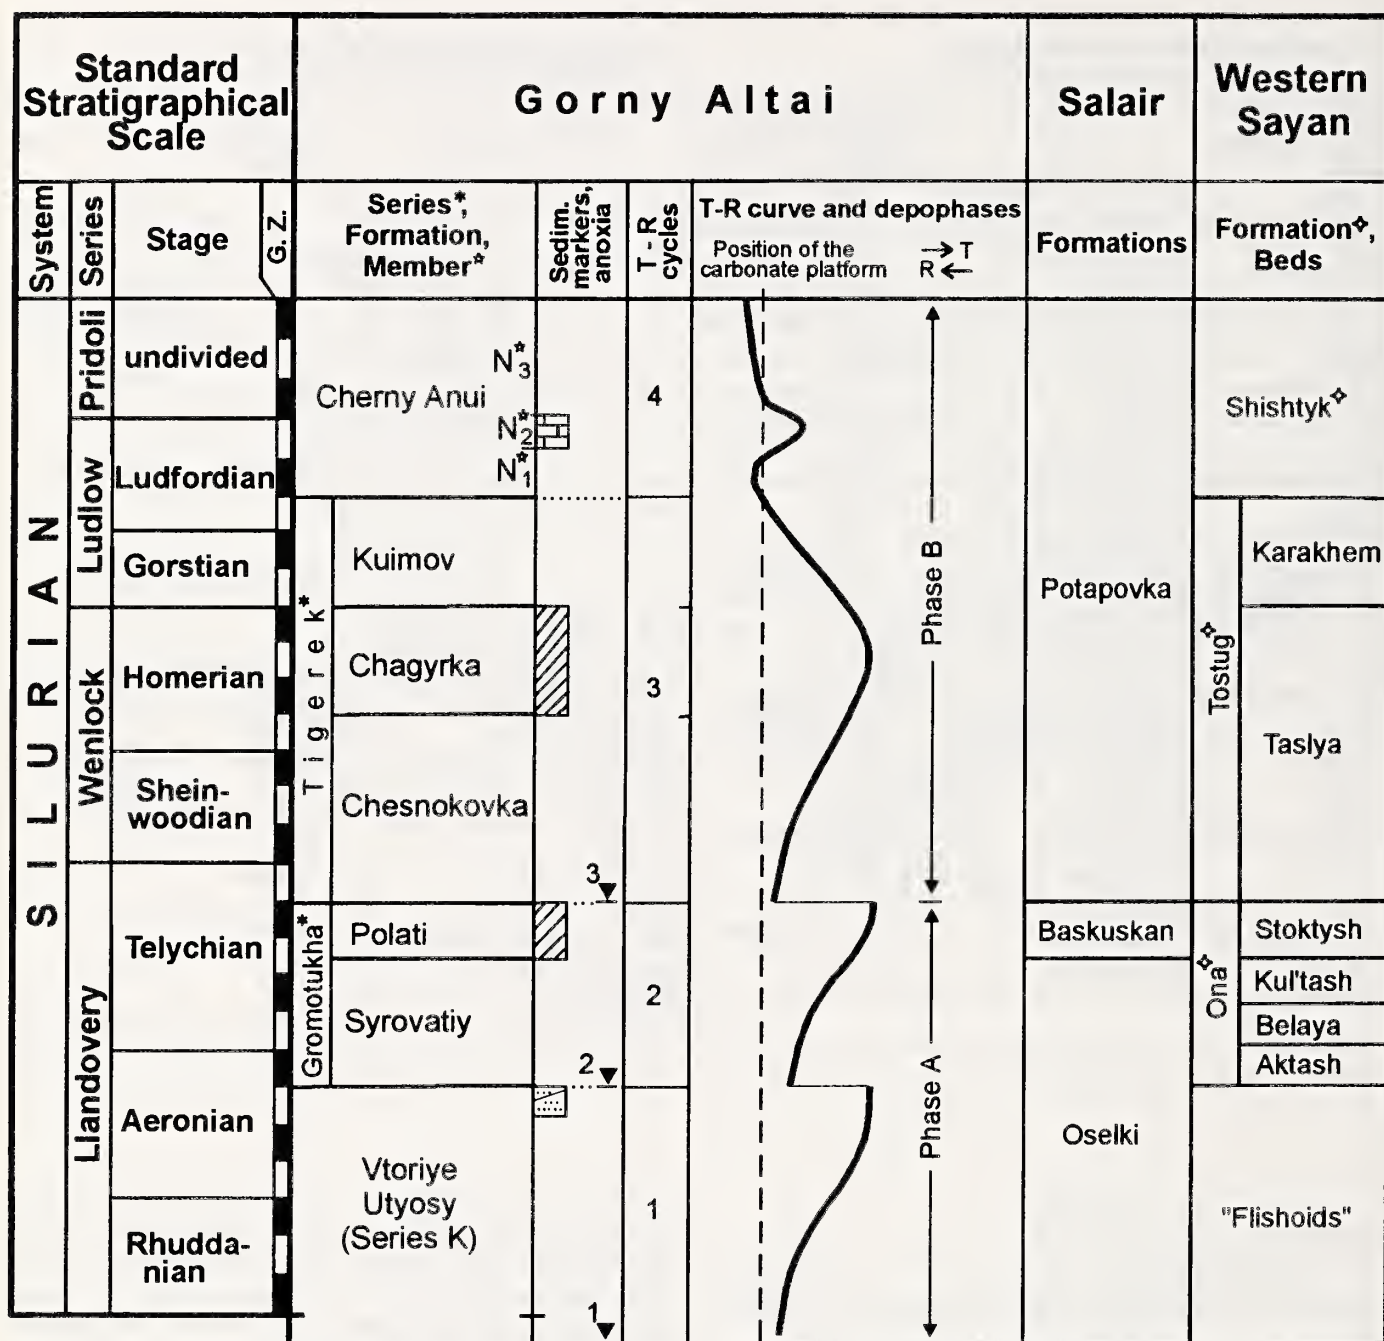 Standard
Stratigraphical
Scale
Gorny Altai
Salair
Western
Sayan
System
Series
Stage
G. Z.
Series*,
Formation,
Member☆
Sedim.
markers,
anoxia
T - R
cycles
T-R curve and depophases
Position of the
carbonate platform
→ T
R ←
Formations
Formation✧,
Beds
SILURIAN
Pridoli
Ludlow
Wenlock
Llandovery
undivided
Ludfordian
Gorstian
Homerian
Shein-
woodian
Telychian
Aeronian
Rhudda-
nian
Cherny Anui
N₃☆
N₂☆
N₁☆
Tigerek*
Kuimov
Chagyrka
Chesnokovka
Gromotukha*
Polati
Syrovatiy
Vtoriye
Utyosy
(Series K)
3
2
1
4
3
2
1
Phase B
Phase A
Potapovka
Baskuskan
Oselki
Shishtyk✧
Tostug✧
Karakhem
Taslya
Ona✧
Stoktysh
Kul'tash
Belaya
Aktash
"Flishoids"